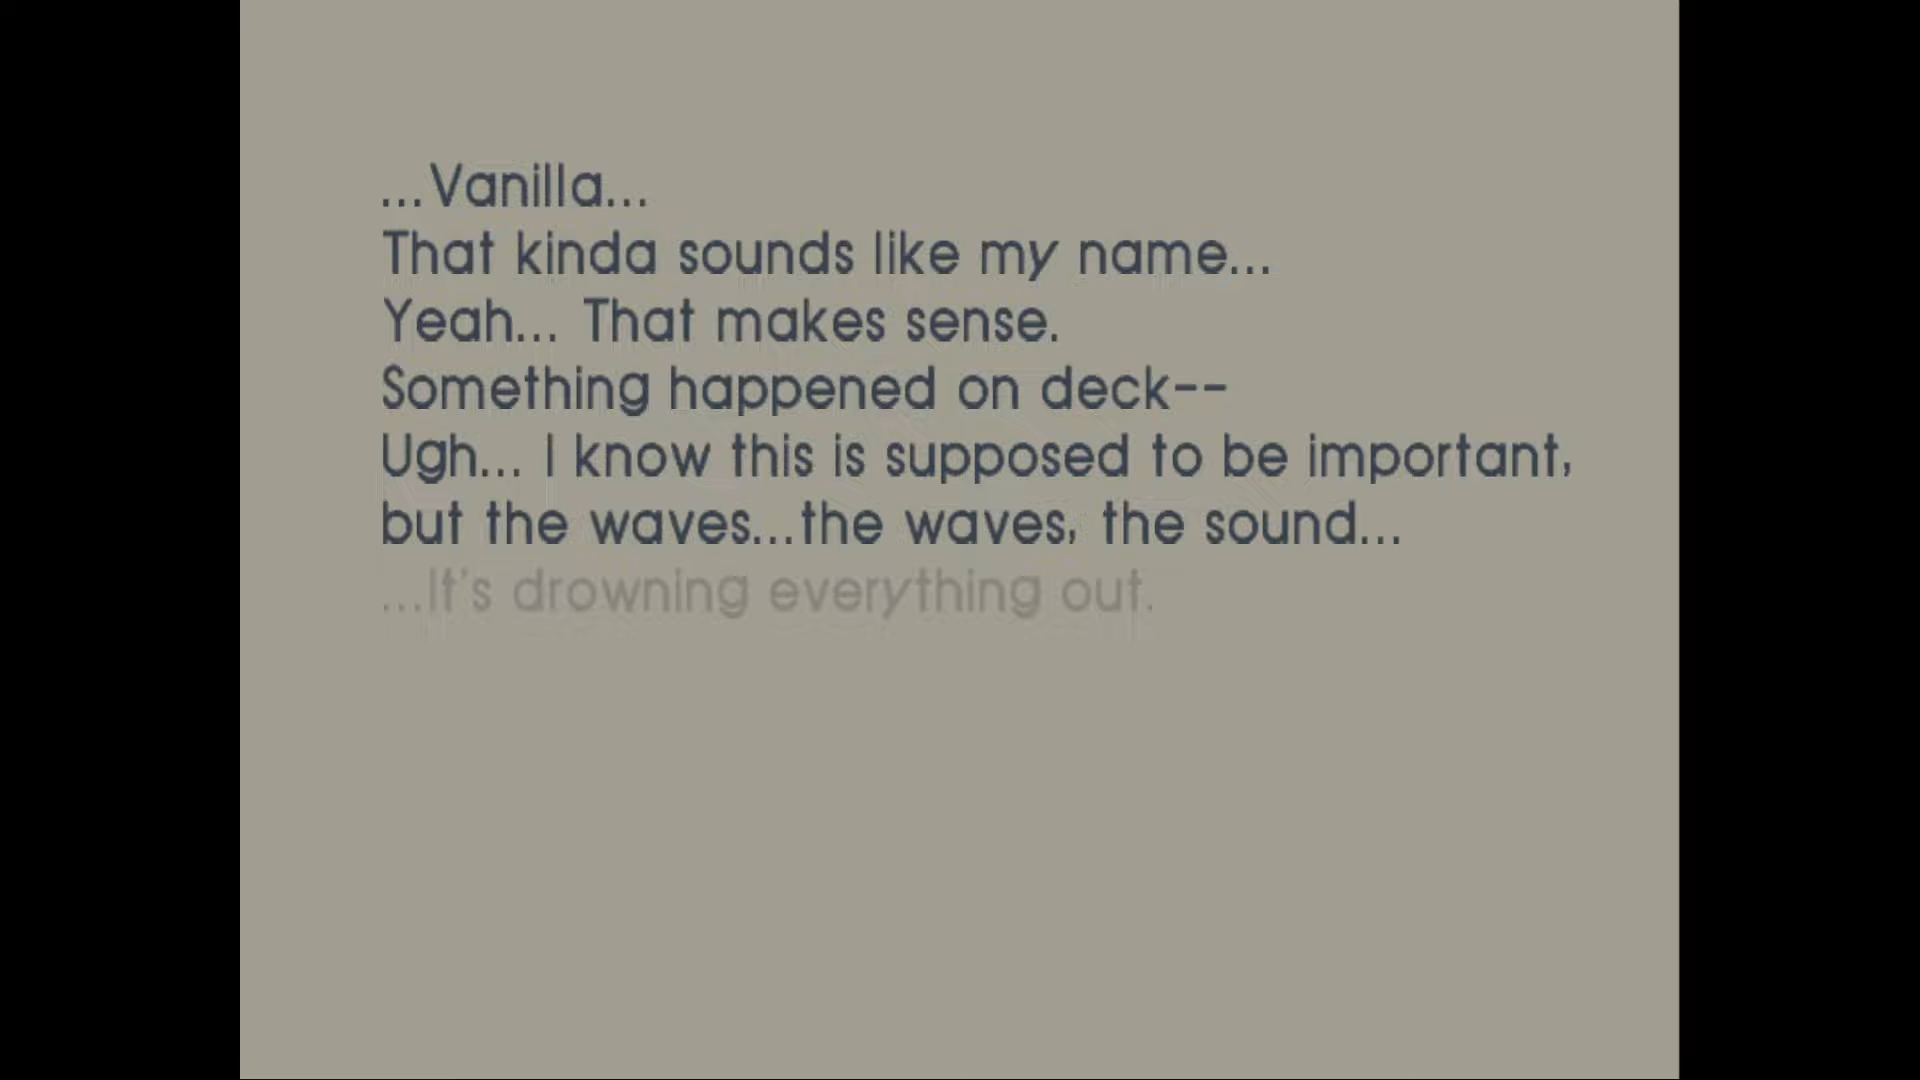 ...Vanilla...
That kinda sounds like my name...
Yeah... That makes sense.
Something happened on deck--
Ugh... I know this is supposed to be important,
but the waves...the waves, the sound...
...It's drowning everything out.